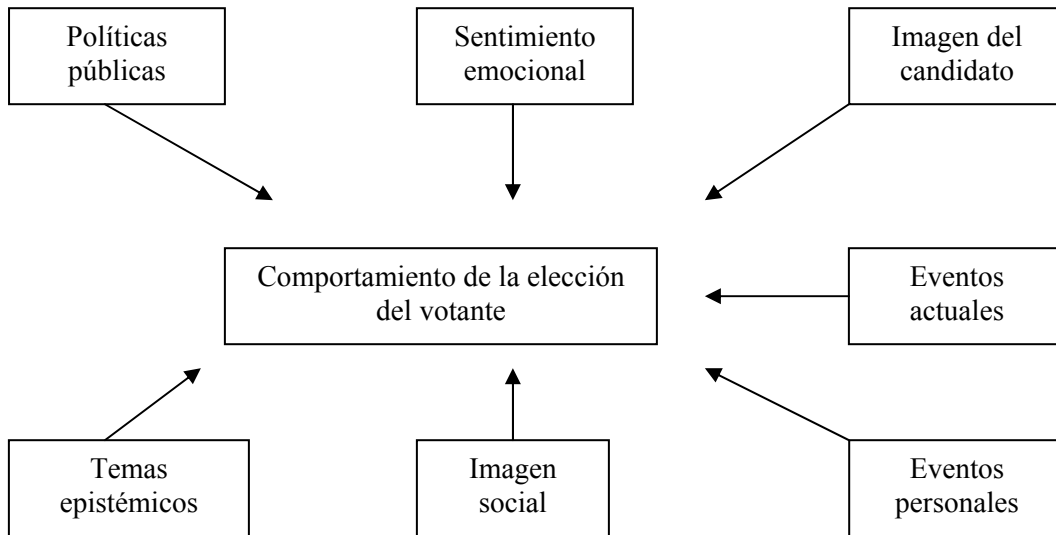 Políticas
públicas
Sentimiento
emocional
Imagen del
candidato
Comportamiento de la elección
del votante
Eventos
actuales
Temas
epistémicos
Imagen
social
Eventos
personales